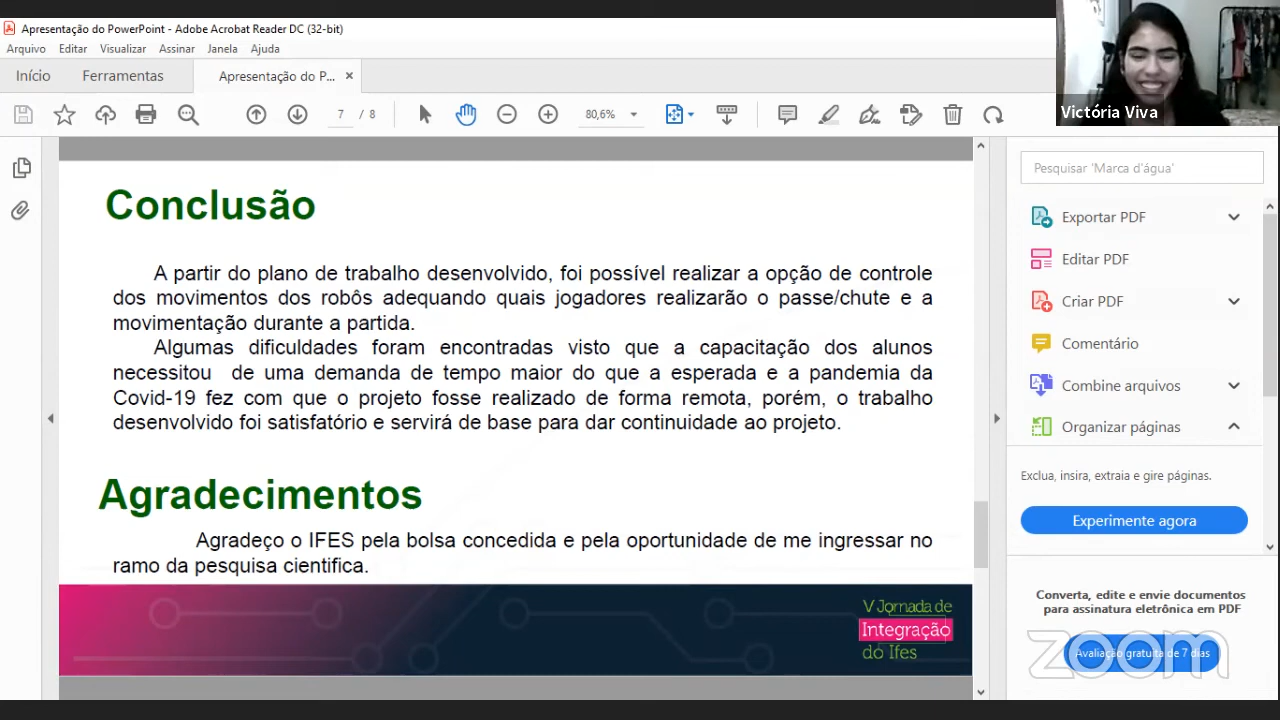 Apresentação do PowerPoint - Adobe Acrobat Reader DC (32-bit)
Arquivo Editar Visualizar Assinar Janela Ajuda
Início Ferramentas Apresentação do P... ×
7 / 8 80,6%
Victória Viva
Conclusão
A partir do plano de trabalho desenvolvido, foi possível realizar a opção de controle
dos movimentos dos robôs adequando quais jogadores realizarão o passe/chute e a
movimentação durante a partida.
Algumas dificuldades foram encontradas visto que a capacitação dos alunos
necessitou de uma demanda de tempo maior do que a esperada e a pandemia da
Covid-19 fez com que o projeto fosse realizado de forma remota, porém, o trabalho
desenvolvido foi satisfatório e servirá de base para dar continuidade ao projeto.
Agradecimentos
Agradeço o IFES pela bolsa concedida e pela oportunidade de me ingressar no
ramo da pesquisa cientifica.
V Jornada de
Integração
do Ifes
Pesquisar 'Marca d'água'
Exportar PDF
Editar PDF
Criar PDF
Comentário
Combine arquivos
Organizar páginas
Exclua, insira, extraia e gire páginas.
Experimente agora
Converta, edite e envie documentos
para assinatura eletrônica em PDF
Avaliação gratuita de 7 dias
zoom